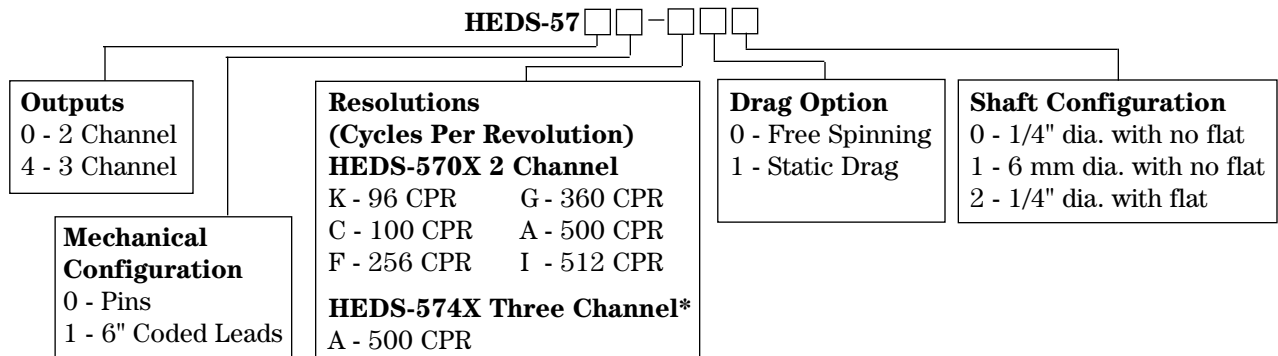 HEDS-57□□–□□□
Outputs
0 - 2 Channel
4 - 3 Channel
Mechanical
Configuration
0 - Pins
1 - 6" Coded Leads
Resolutions
(Cycles Per Revolution)
HEDS-570X 2 Channel
K - 96 CPR G - 360 CPR
C - 100 CPR A - 500 CPR
F - 256 CPR I - 512 CPR
HEDS-574X Three Channel*
A - 500 CPR
Drag Option
0 - Free Spinning
1 - Static Drag
Shaft Configuration
0 - 1/4" dia. with no flat
1 - 6 mm dia. with no flat
2 - 1/4" dia. with flat